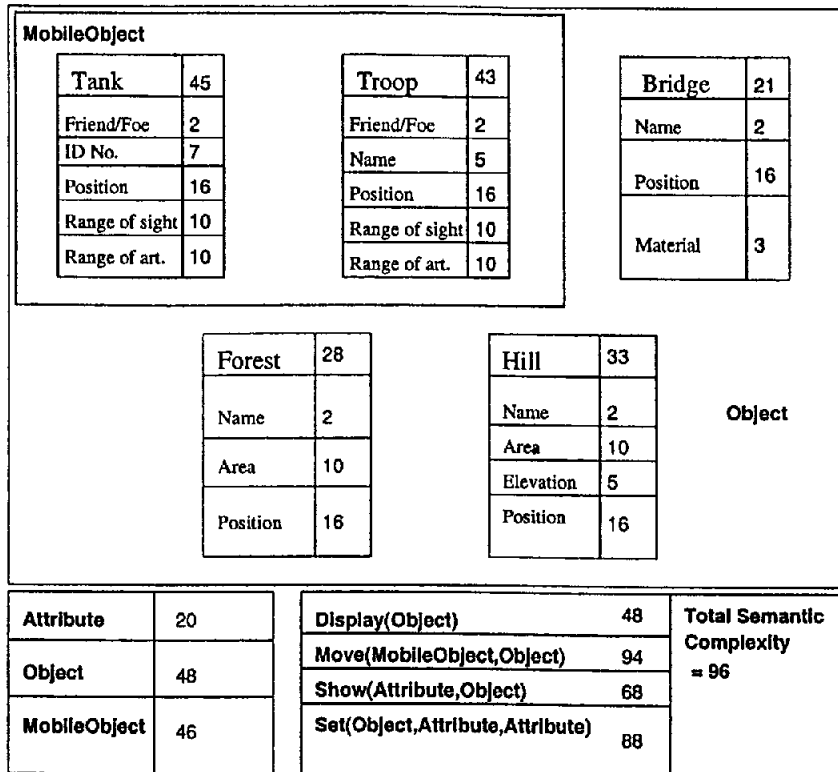 MobileObject
Tank 45
Friend/Foe 2
ID No. 7
Position 16
Range of sight 10
Range of art. 10
Troop 43
Friend/Foe 2
Name 5
Position 16
Range of sight 10
Range of art. 10
Bridge 21
Name 2
Position 16
Material 3
Forest 28
Name 2
Area 10
Position 16
Hill 33
Name 2
Area 10
Elevation 5
Position 16
Object
Attribute 20
Object 48
MobileObject 46
Display(Object) 48
Move(MobileObject,Object) 94
Show(Attribute,Object) 68
Set(Object,Attribute,Attribute) 88
Total Semantic
Complexity
= 96